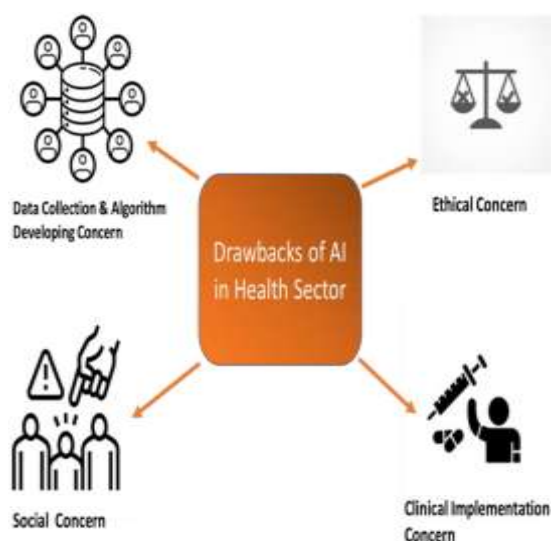 Data Collection & Algorithm
Developing Concern
Ethical Concern
Drawbacks of AI
in Health Sector
Social Concern
Clinical Implementation
Concern